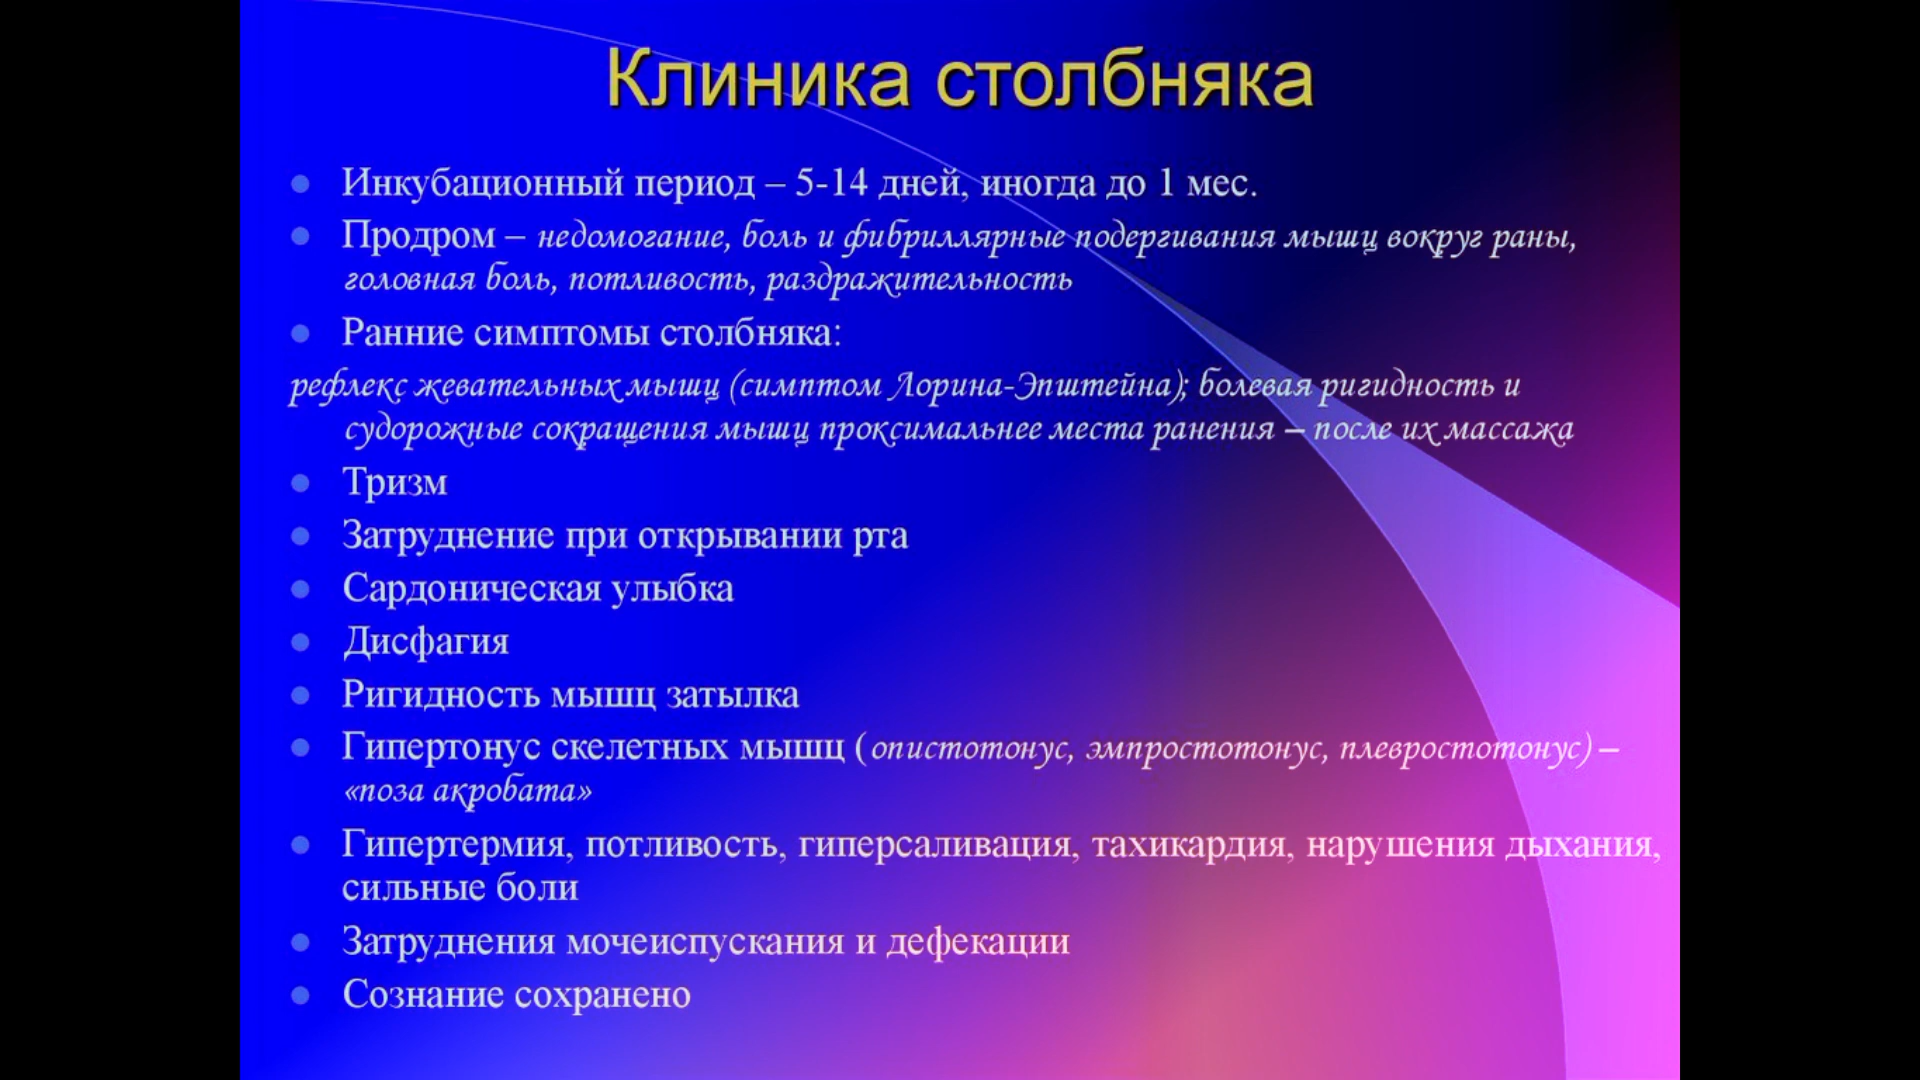 Клиника столбняка
Инкубационный период – 5-14 дней, иногда до 1 мес.
Продром – недомогание, боль и фибриллярные подергивания мышц вокруг раны,
головная боль, потливость, раздражительность
Ранние симптомы столбняка:
рефлекс жевательных мышц (симптом Лорина-Эпштейна); болевая ригидность и
судорожные сокращения мышц проксимальнее места ранения – после их массажа
Тризм
Затруднение при открывании рта
Сардоническая улыбка
Дисфагия
Ригидность мышц затылка
Гипертонус скелетных мышц (опистотонус, эмпростотонус, плевростотонус) –
«поза акробата»
Гипертермия, потливость, гиперсаливация, тахикардия, нарушения дыхания,
сильные боли
Затруднения мочеиспускания и дефекации
Сознание сохранено